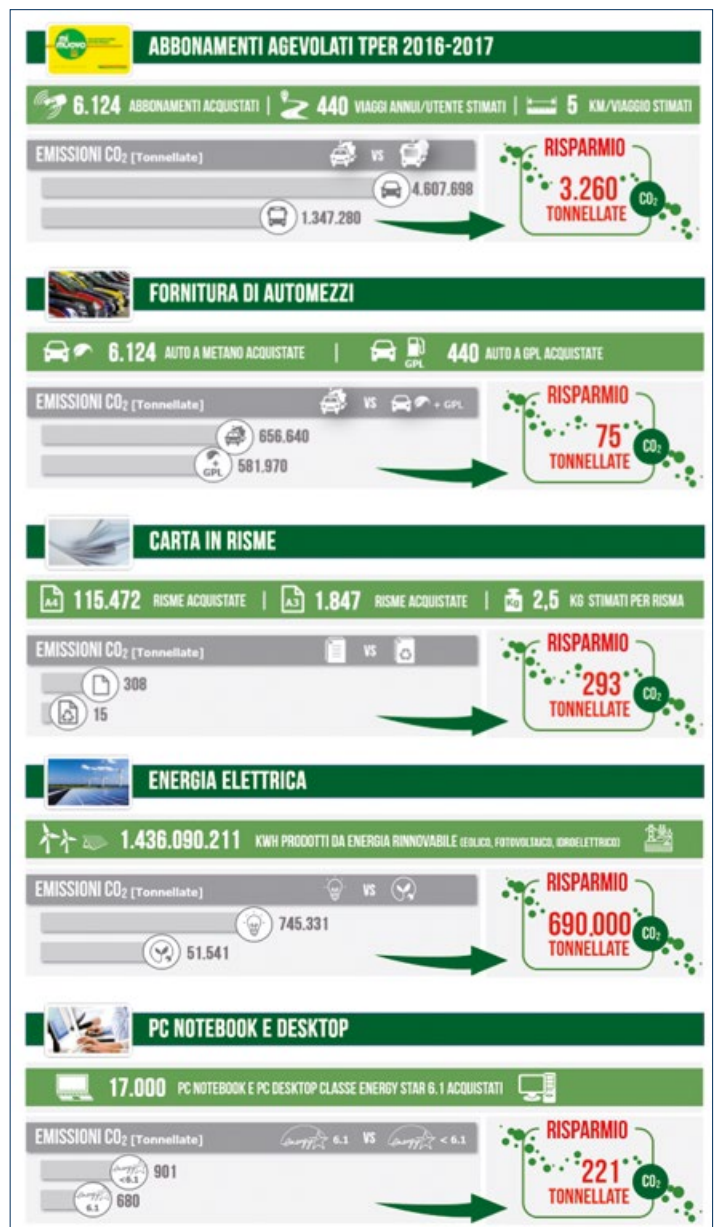 mi muovo
ABBONAMENTI AGEVOLATI TPER 2016-2017
6.124 ABBONAMENTI ACQUISTATI | 440 VIAGGI ANNUI/UTENTE STIMATI | 5 KM/VIAGGIO STIMATI
EMISSIONI CO2 [Tonnellate] VS
4.607.698
1.347.280
RISPARMIO
3.260
TONNELLATE
CO2
FORNITURA DI AUTOMEZZI
6.124 AUTO A METANO ACQUISTATE | GPL 440 AUTO A GPL ACQUISTATE
EMISSIONI CO2 [Tonnellate] VS + GPL
656.640
+ GPL 581.970
RISPARMIO
75
TONNELLATE
CO2
CARTA IN RISME
A4 115.472 RISME ACQUISTATE | A3 1.847 RISME ACQUISTATE | Kg 2,5 KG STIMATI PER RISMA
EMISSIONI CO2 [Tonnellate] VS
308
15
RISPARMIO
293
TONNELLATE
CO2
ENERGIA ELETTRICA
1.436.090.211 KWH PRODOTTI DA ENERGIA RINNOVABILE (EOLICO, FOTOVOLTAICO, IDROELETTRICO)
EMISSIONI CO2 [Tonnellate] VS
745.331
51.541
RISPARMIO
690.000
TONNELLATE
CO2
PC NOTEBOOK E DESKTOP
17.000 PC NOTEBOOK E PC DESKTOP CLASSE ENERGY STAR 6.1 ACQUISTATI
EMISSIONI CO2 [Tonnellate] energy 6.1 VS energy < 6.1
energy <6.1 901
energy 6.1 680
RISPARMIO
221
TONNELLATE
CO2